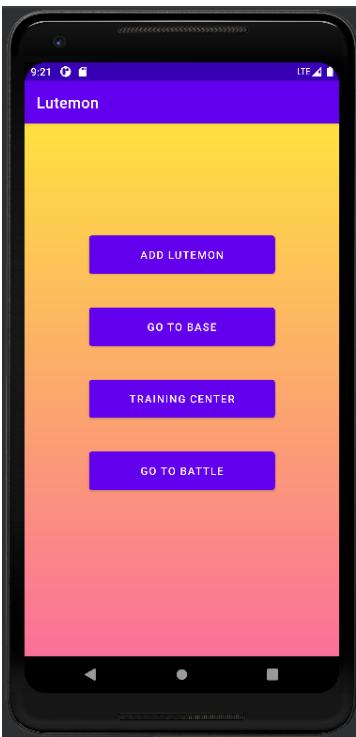 9:21 LTE
Lutemon
ADD LUTEMON
GO TO BASE
TRAINING CENTER
GO TO BATTLE